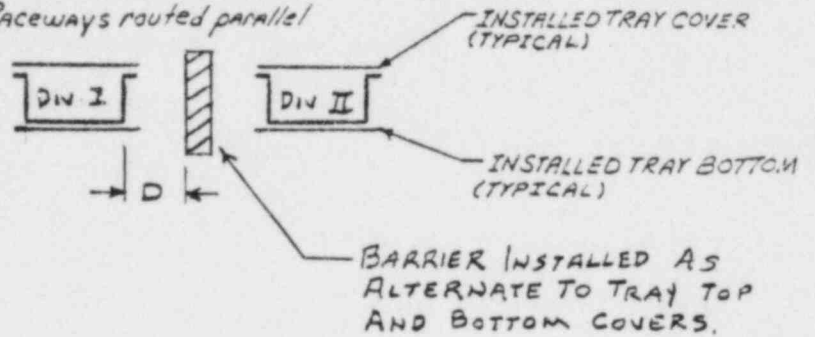 Raceways routed parallel
INSTALLED TRAY COVER
(TYPICAL)
DIV I
DIV II
INSTALLED TRAY BOTTOM
(TYPICAL)
D
BARRIER INSTALLED AS
ALTERNATE TO TRAY TOP
AND BOTTOM COVERS.